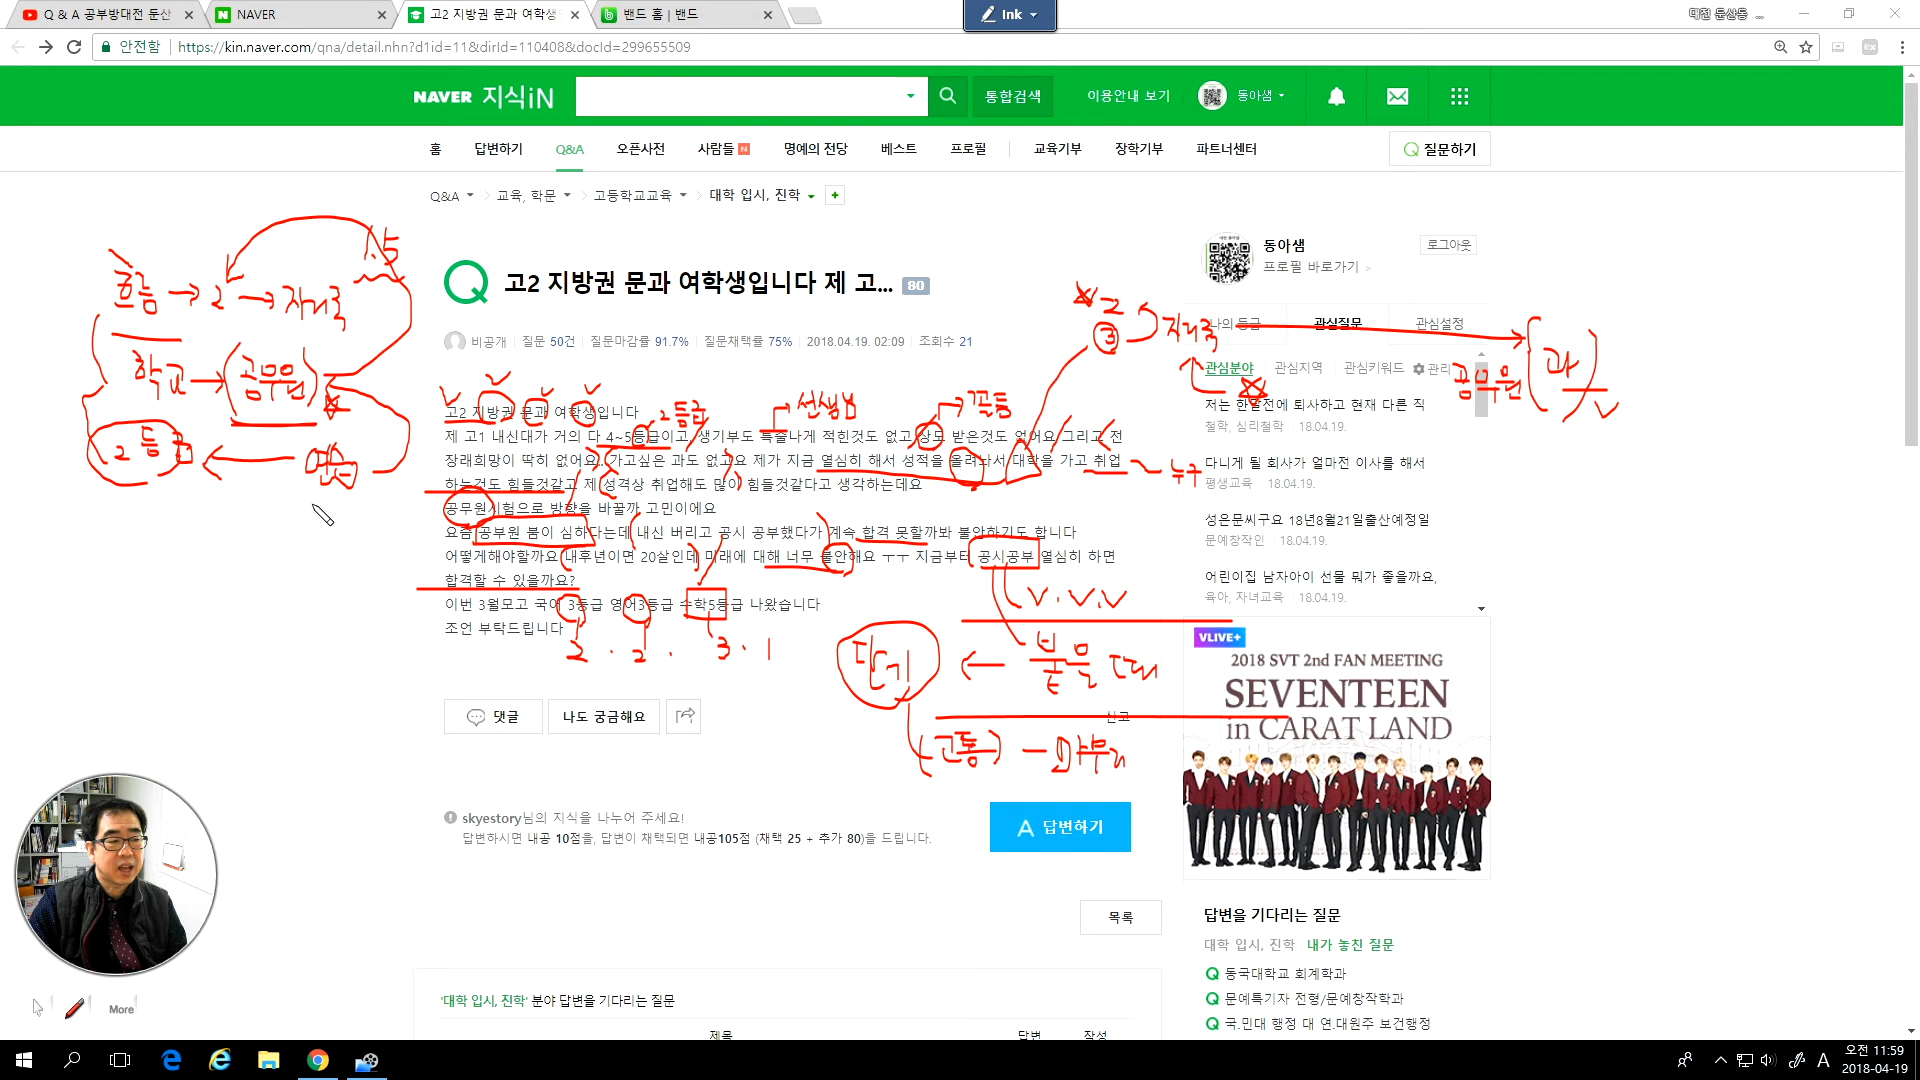 Q & A 공부방대전 둔산
NAVER
고2 지방권 문과 여학생
밴드 홈 | 밴드
Ink
대전 둔산동 ...
안전함
https://kin.naver.com/qna/detail.nhn?d1id=11&dirId=110408&docId=299655509
NAVER 지식iN
통합검색
이용안내 보기
동아샘
홈 답변하기 Q&A 오픈사전 사람들 N 명예의 전당 베스트 프로필 교육기부 장학기부 파트너센터
질문하기
Q&A 교육, 학문 고등학교교육 대학 입시, 진학 +
고2 지방권 문과 여학생입니다 제 고... 80
비공개 질문 50건 질문마감률 91.7% 질문채택률 75% 2018.04.19. 02:09 조회수 21
고2 지방권 문과 여학생입니다
제 고1 내신대가 거의 다 4~5등급이고, 생기부도 특출나게 적힌것도 없고 상도 받은것도 없어요 그리고 전
장래희망이 딱히 없어요.. 가고싶은 과도 없고요 제가 지금 열심히 해서 성적을 올려놔서 대학을 가고 취업
하는것도 힘들것같고 제 성격상 취업해도 많이 힘들것같다고 생각하는데요
공무원시험으로 방향을 바꿀까 고민이에요
요즘 공부원 붐이 심하다는데 내신 버리고 공시 공부했다가 계속 합격 못할까봐 불안하기도 합니다
어떻게해야할까요 내후년이면 20살인데 미래에 대해 너무 불안해요 ㅜㅜ 지금부터 공시공부 열심히 하면
합격할 수 있을까요?
이번 3월모고 국어 3등급 영어3등급 수학5등급 나왔습니다
조언 부탁드립니다
흐름 → 2 → 자기주
1.5
학교 → (공무원)
2등급
2등급
선생님
꼴통
2
3
공무원
과
누구
2 . 2 . 3 . 1
V . V . V
단기
봇물 터져
(고통) ー 마무리
댓글
나도 궁금해요
신고
skyestory님의 지식을 나누어 주세요!
답변하시면 내공 10점을, 답변이 채택되면 내공105점 (채택 25 + 추가 80)을 드립니다.
답변하기
목록
'대학 입시, 진학' 분야 답변을 기다리는 질문
제목 답변 작성
동아샘
로그아웃
프로필 바로가기 >
나의 등급 관심질문 관심설정
관심분야 관심지역 관심키워드 관리
저는 한달전에 퇴사하고 현재 다른 직
철학, 심리철학 18.04.19.
다니게 될 회사가 얼마전 이사를 해서
평생교육 18.04.19.
성은문씨구요 18년8월21일출산예정일
문예창작인 18.04.19.
어린이집 남자아이 선물 뭐가 좋을까요,
육아, 자녀교육 18.04.19.
VLIVE+
2018 SVT 2nd FAN MEETING
SEVENTEEN
in CARAT LAND
답변을 기다리는 질문
대학 입시, 진학 내가 놓친 질문
동국대학교 회계학과
문예특기자 전형/문예창작학과
국.민대 행정 대 연.대원주 보건행정
More
A
오전 11:59
2018-04-19